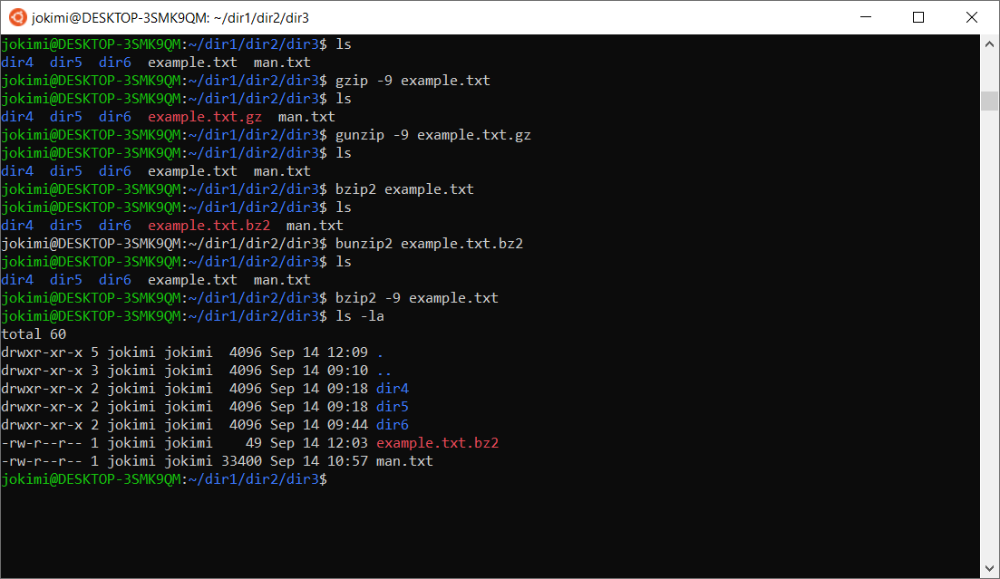 jokimi@DESKTOP-3SMK9QM: ~/dir1/dir2/dir3
jokimi@DESKTOP-3SMK9QM:~/dir1/dir2/dir3$ ls
dir4  dir5  dir6  example.txt  man.txt
jokimi@DESKTOP-3SMK9QM:~/dir1/dir2/dir3$ gzip -9 example.txt
jokimi@DESKTOP-3SMK9QM:~/dir1/dir2/dir3$ ls
dir4  dir5  dir6  example.txt.gz  man.txt
jokimi@DESKTOP-3SMK9QM:~/dir1/dir2/dir3$ gunzip -9 example.txt.gz
jokimi@DESKTOP-3SMK9QM:~/dir1/dir2/dir3$ ls
dir4  dir5  dir6  example.txt  man.txt
jokimi@DESKTOP-3SMK9QM:~/dir1/dir2/dir3$ bzip2 example.txt
jokimi@DESKTOP-3SMK9QM:~/dir1/dir2/dir3$ ls
dir4  dir5  dir6  example.txt.bz2  man.txt
jokimi@DESKTOP-3SMK9QM:~/dir1/dir2/dir3$ bunzip2 example.txt.bz2
jokimi@DESKTOP-3SMK9QM:~/dir1/dir2/dir3$ ls
dir4  dir5  dir6  example.txt  man.txt
jokimi@DESKTOP-3SMK9QM:~/dir1/dir2/dir3$ bzip2 -9 example.txt
jokimi@DESKTOP-3SMK9QM:~/dir1/dir2/dir3$ ls -la
total 60
drwxr-xr-x 5 jokimi jokimi  4096 Sep 14 12:09 .
drwxr-xr-x 3 jokimi jokimi  4096 Sep 14 09:10 ..
drwxr-xr-x 2 jokimi jokimi  4096 Sep 14 09:18 dir4
drwxr-xr-x 2 jokimi jokimi  4096 Sep 14 09:18 dir5
drwxr-xr-x 2 jokimi jokimi  4096 Sep 14 09:44 dir6
-rw-r--r-- 1 jokimi jokimi    49 Sep 14 12:03 example.txt.bz2
-rw-r--r-- 1 jokimi jokimi 33400 Sep 14 10:57 man.txt
jokimi@DESKTOP-3SMK9QM:~/dir1/dir2/dir3$